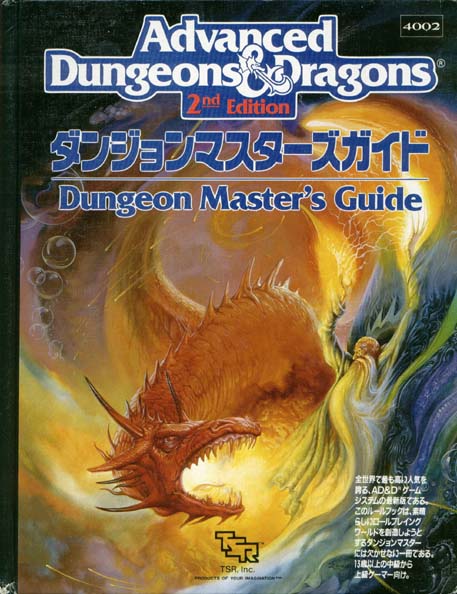 4002
Advanced
Dungeons & Dragons®
2nd Edition
ダンジョンマスターズガイド
Dungeon Master's Guide
全世界で最も高い人気を
誇る、AD&D®ゲーム
システムの最新版である。
このルールブックは、素晴
らしいロールプレイング
ワールドを創造しようと
するダンジョンマスター
には欠かせない一冊である。
13歳以上の中級から
上級ゲーマー向け。
TSR
TSR, Inc.
PRODUCTS OF YOUR IMAGINATION™